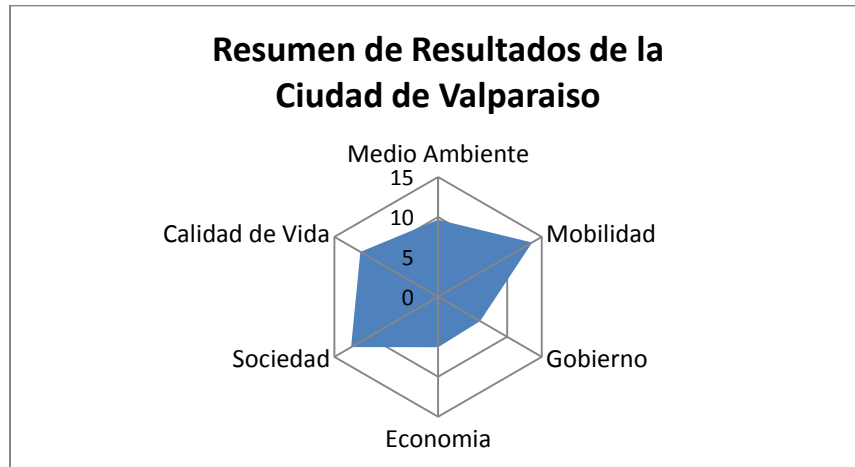 Resumen de Resultados de la
Ciudad de Valparaiso
Medio Ambiente
15
10
5
0
Calidad de Vida
Mobilidad
Sociedad
Gobierno
Economia